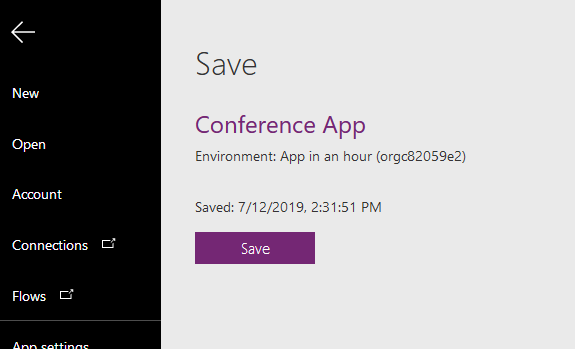 New
Open
Account
Connections
Flows
App settings
Save
Conference App
Environment: App in an hour (orgc82059e2)
Saved: 7/12/2019, 2:31:51 PM
Save